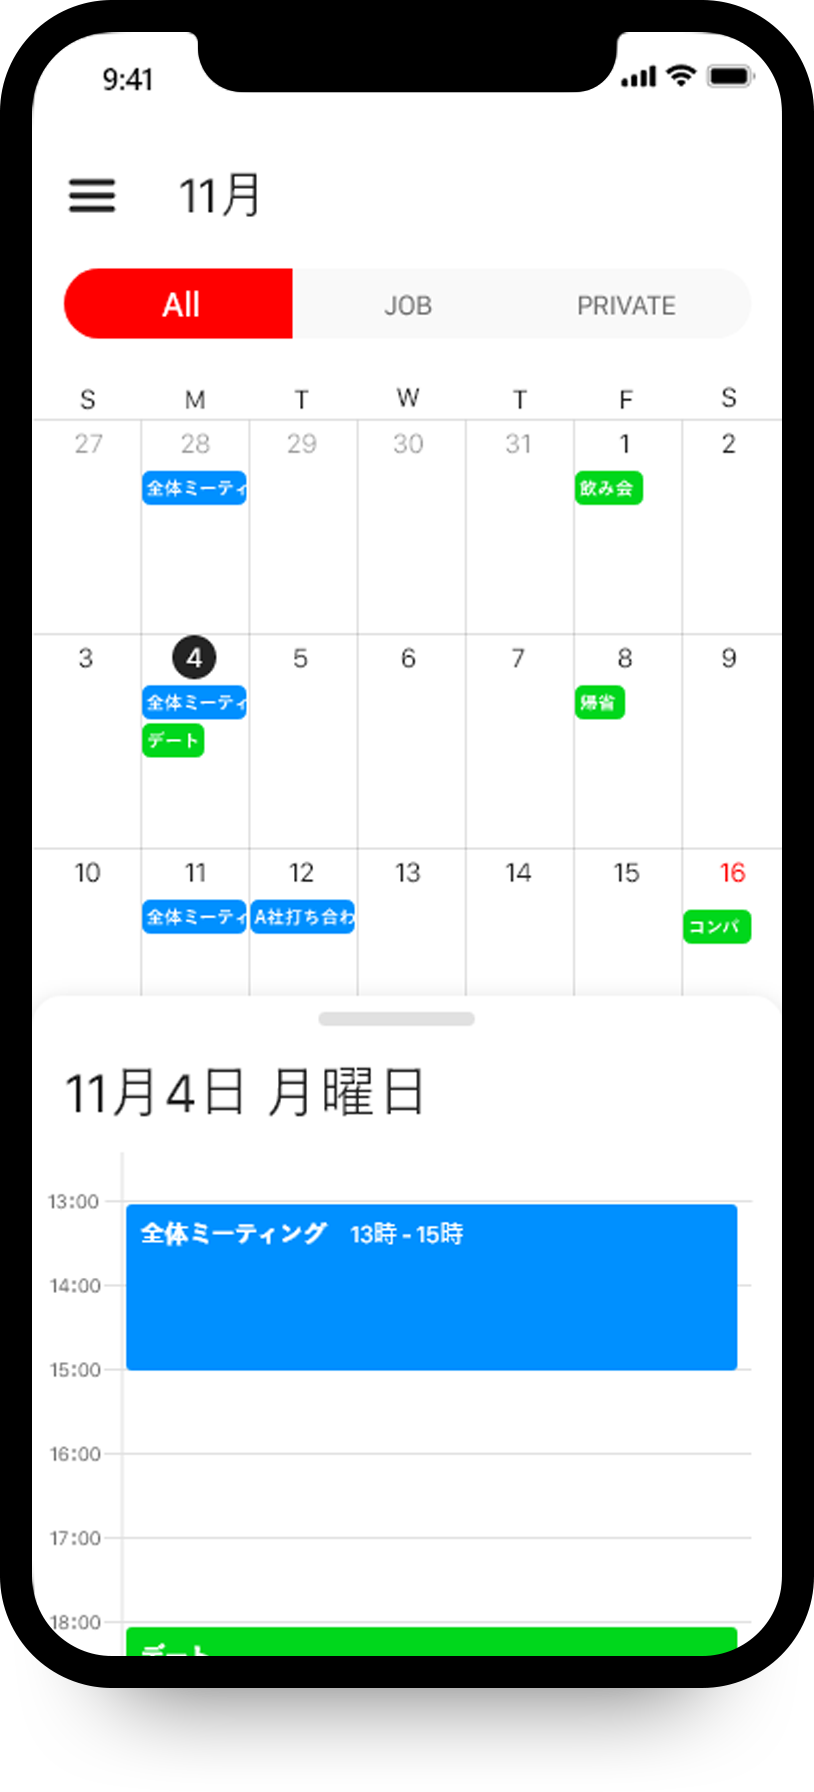 9:41
11月
All JOB PRIVATE
S M T W T F S
27 28 29 30 31 1 2
全体ミーティ 飲み会
3 4 5 6 7 8 9
全体ミーティ 帰省
デート
10 11 12 13 14 15 16
全体ミーティ A社打ち合わ コンパ
11月4日 月曜日
13:00
全体ミーティング 13時 - 15時
14:00
15:00
16:00
17:00
18:00
デート